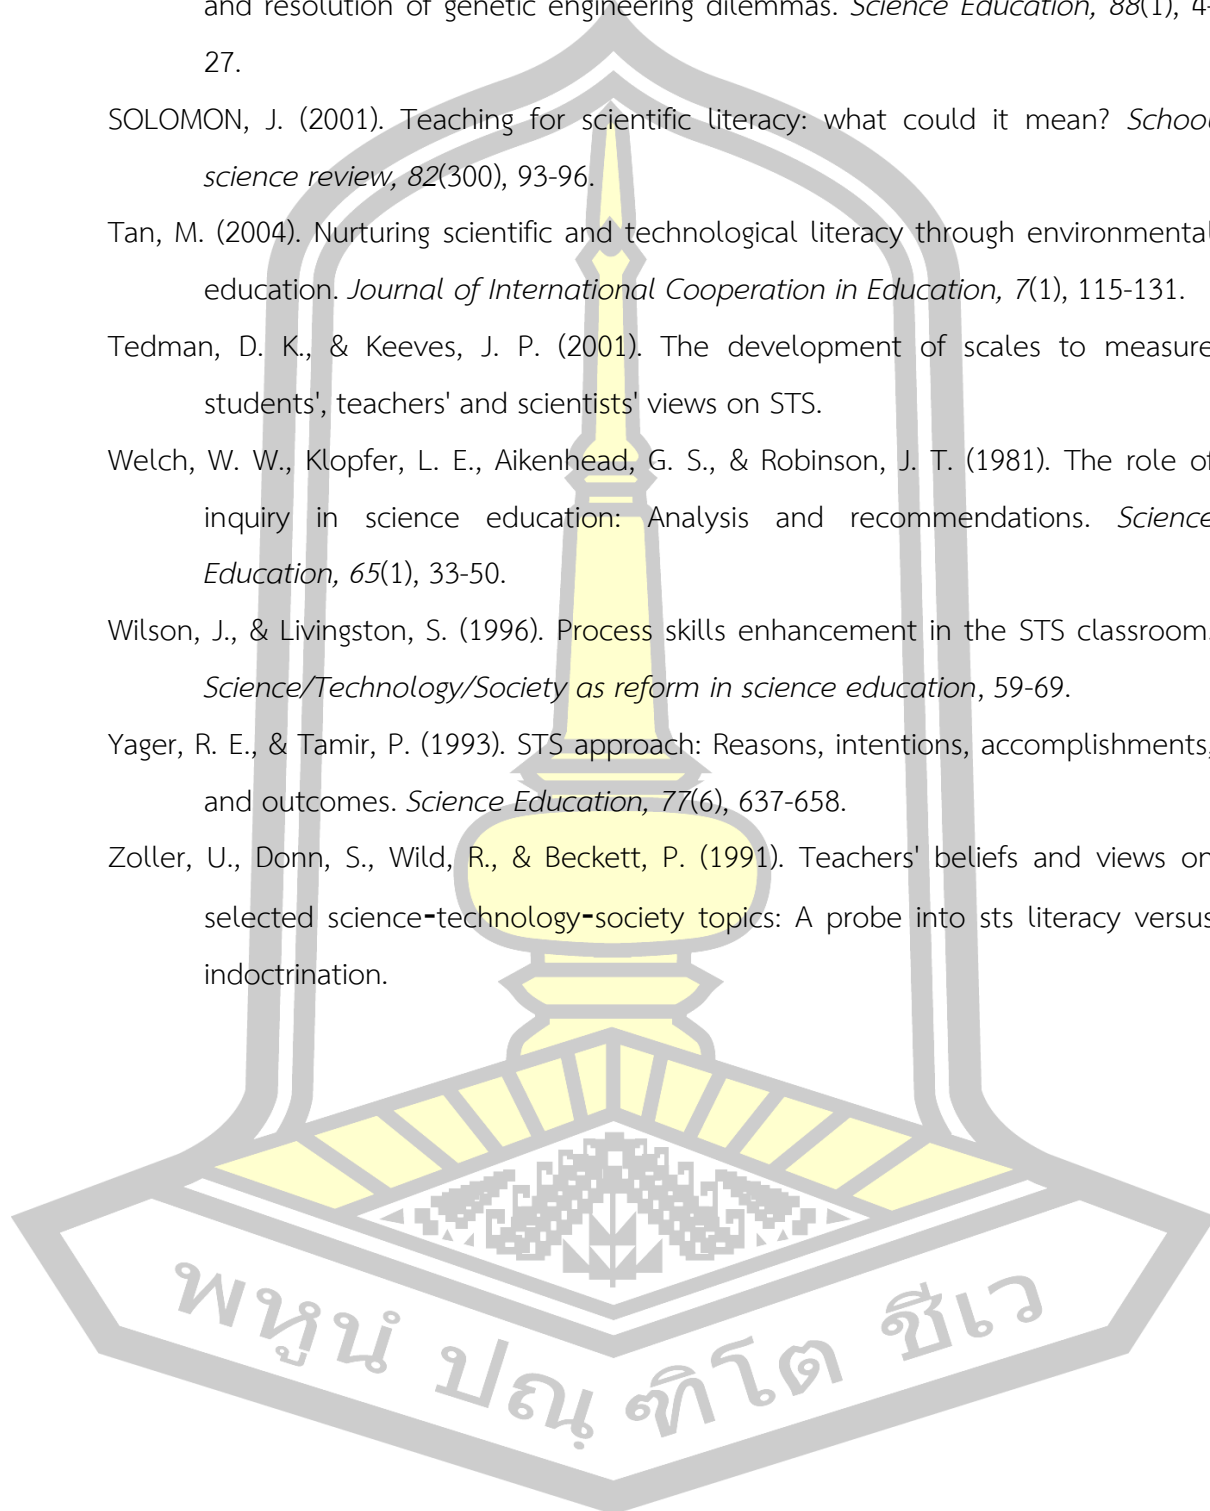 and resolution of genetic engineering dilemmas. Science Education, 88(1), 4-
27.
SOLOMON, J. (2001). Teaching for scientific literacy: what could it mean? School
science review, 82(300), 93-96.
Tan, M. (2004). Nurturing scientific and technological literacy through environmental
education. Journal of International Cooperation in Education, 7(1), 115-131.
Tedman, D. K., & Keeves, J. P. (2001). The development of scales to measure
students', teachers' and scientists' views on STS.
Welch, W. W., Klopfer, L. E., Aikenhead, G. S., & Robinson, J. T. (1981). The role of
inquiry in science education: Analysis and recommendations. Science
Education, 65(1), 33-50.
Wilson, J., & Livingston, S. (1996). Process skills enhancement in the STS classroom.
Science/Technology/Society as reform in science education, 59-69.
Yager, R. E., & Tamir, P. (1993). STS approach: Reasons, intentions, accomplishments,
and outcomes. Science Education, 77(6), 637-658.
Zoller, U., Donn, S., Wild, R., & Beckett, P. (1991). Teachers' beliefs and views on
selected science-technology-society topics: A probe into sts literacy versus
indoctrination.
พหูนํ ปณฺฑิโต ชีเว